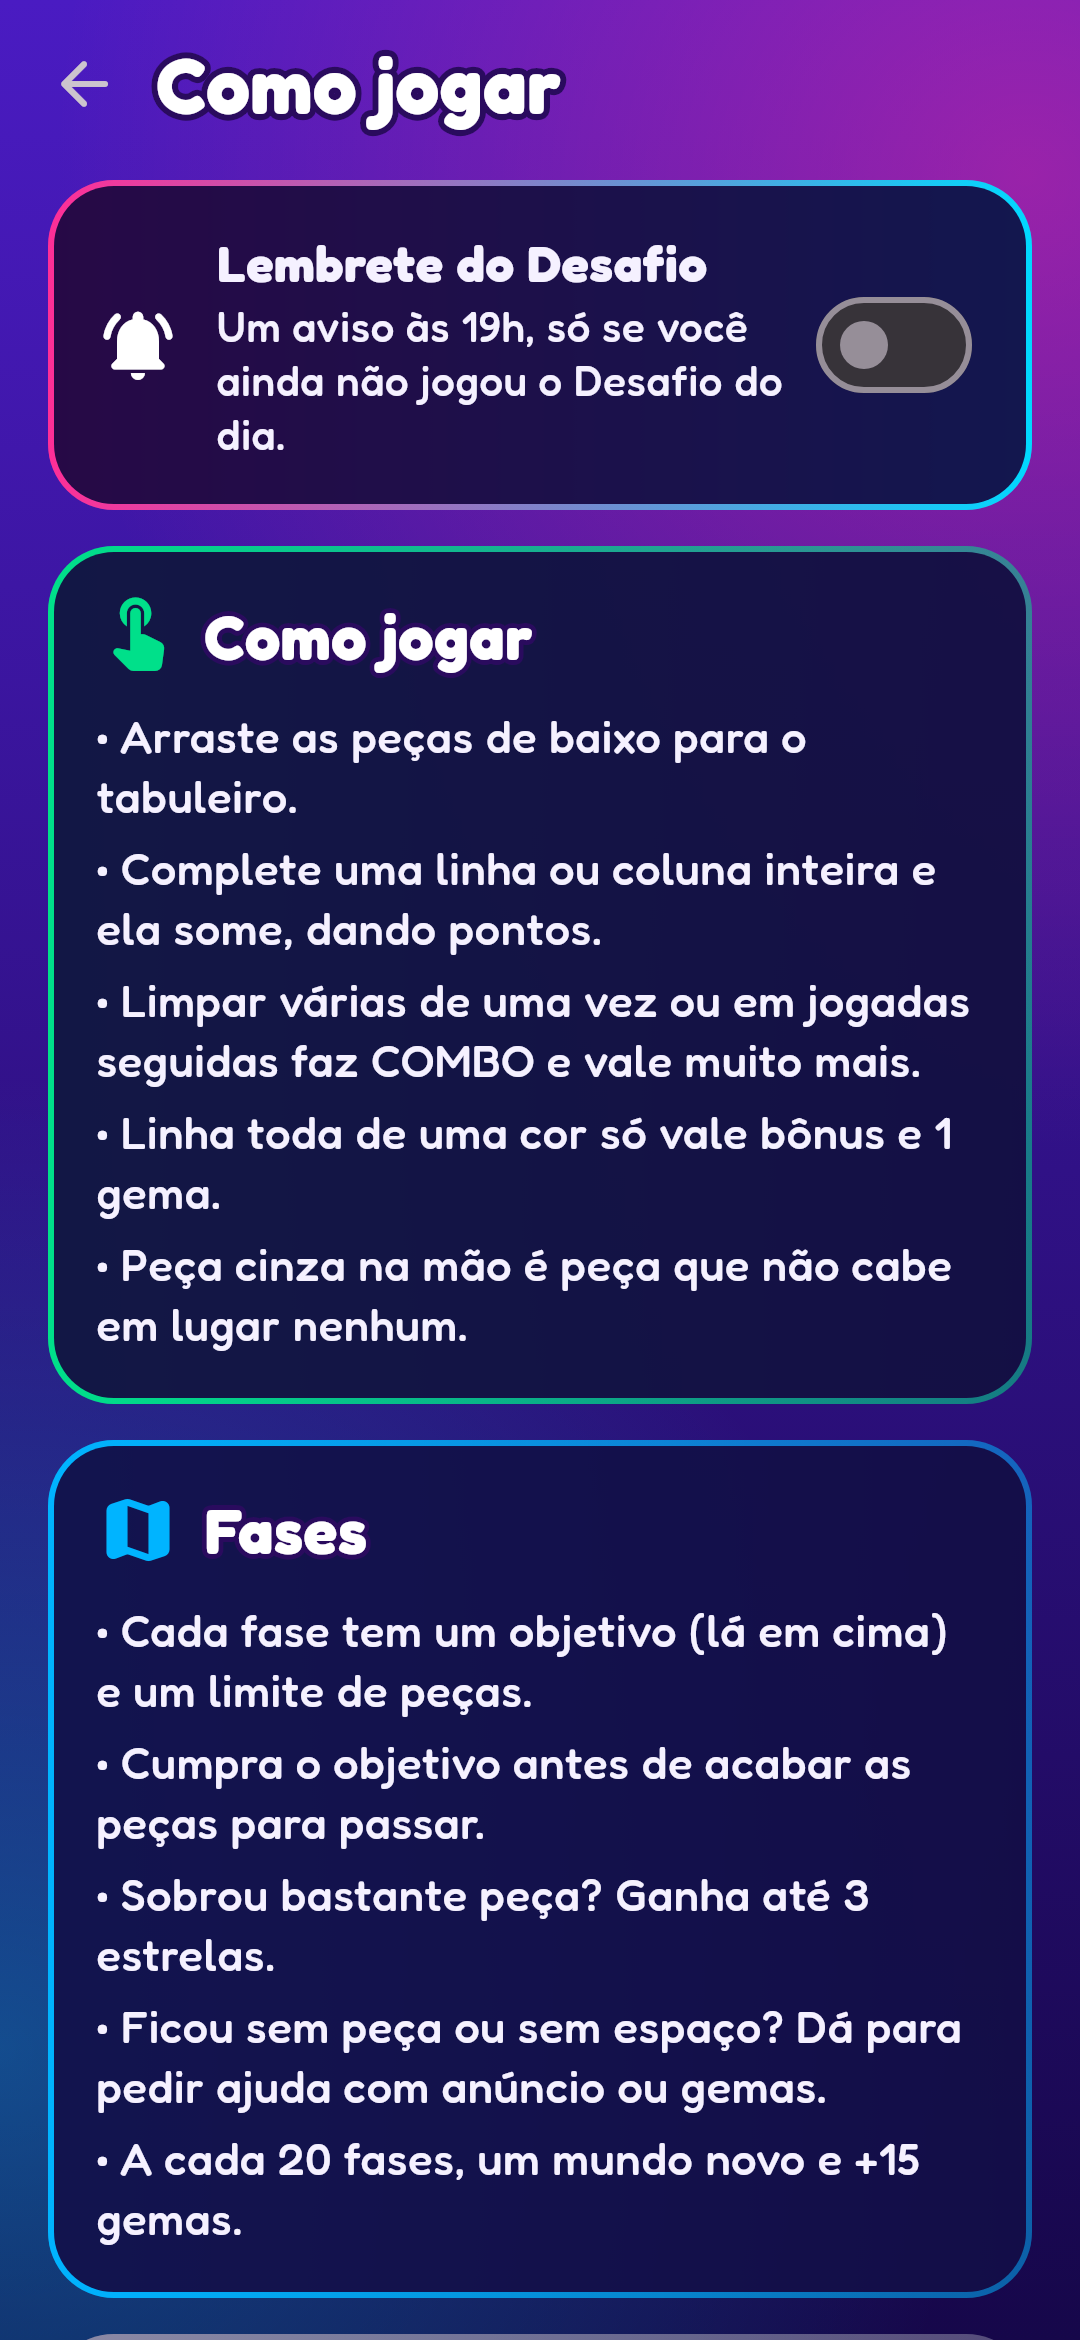 Como jogar
Lembrete do Desafio
Um aviso às 19h, só se você
ainda não jogou o Desafio do
dia.
Como jogar
• Arraste as peças de baixo para o
tabuleiro.
• Complete uma linha ou coluna inteira e
ela some, dando pontos.
• Limpar várias de uma vez ou em jogadas
seguidas faz COMBO e vale muito mais.
• Linha toda de uma cor só vale bônus e 1
gema.
• Peça cinza na mão é peça que não cabe
em lugar nenhum.
Fases
• Cada fase tem um objetivo (lá em cima)
e um limite de peças.
• Cumpra o objetivo antes de acabar as
peças para passar.
• Sobrou bastante peça? Ganha até 3
estrelas.
• Ficou sem peça ou sem espaço? Dá para
pedir ajuda com anúncio ou gemas.
• A cada 20 fases, um mundo novo e +15
gemas.